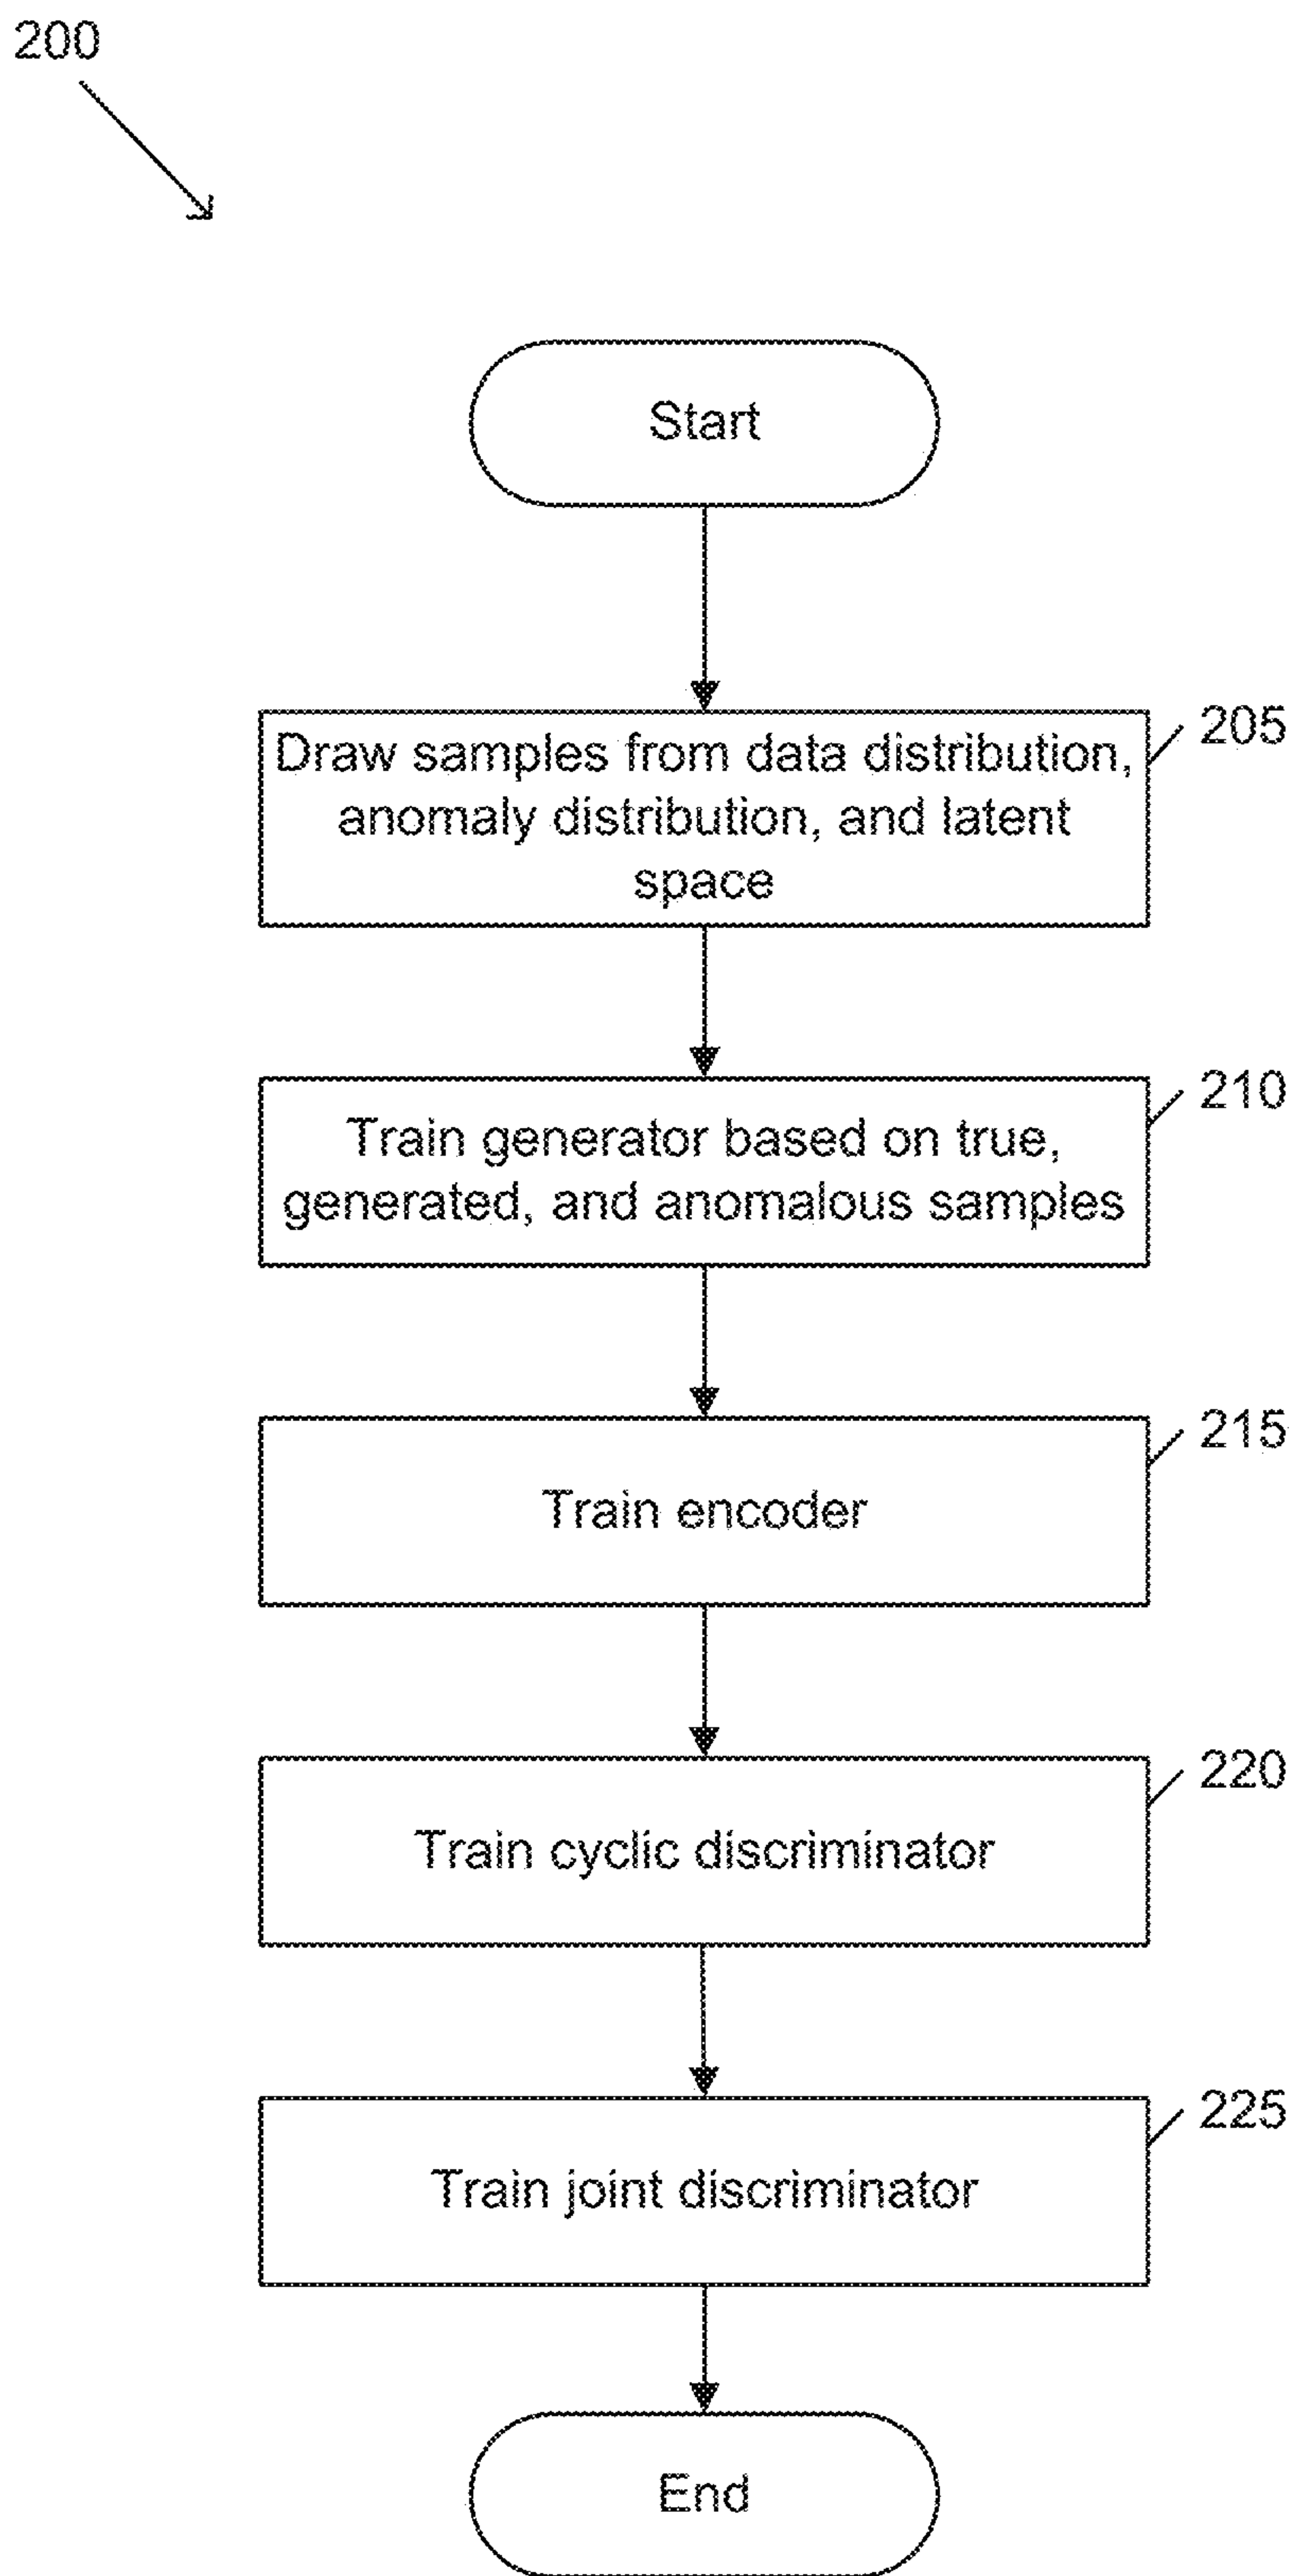 200
Start
205
Draw samples from data distribution,
anomaly distribution, and latent
space
210
Train generator based on true,
generated, and anomalous samples
215
Train encoder
220
Train cyclic discriminator
225
Train joint discriminator
End